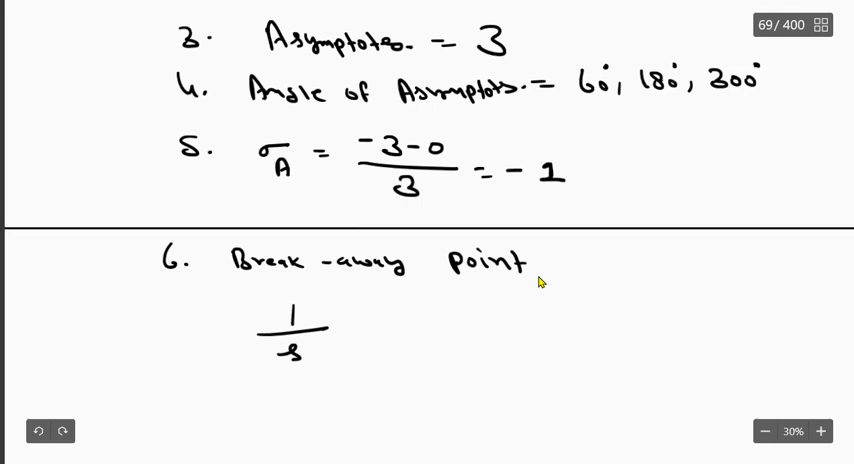 69/400
3. Asymptotes. = 3
4. Angle of Asymptots. = 60°, 180°, 300°
5. σA = -3-0 / 3 = -1
6. Break-away point
1 / s
30%